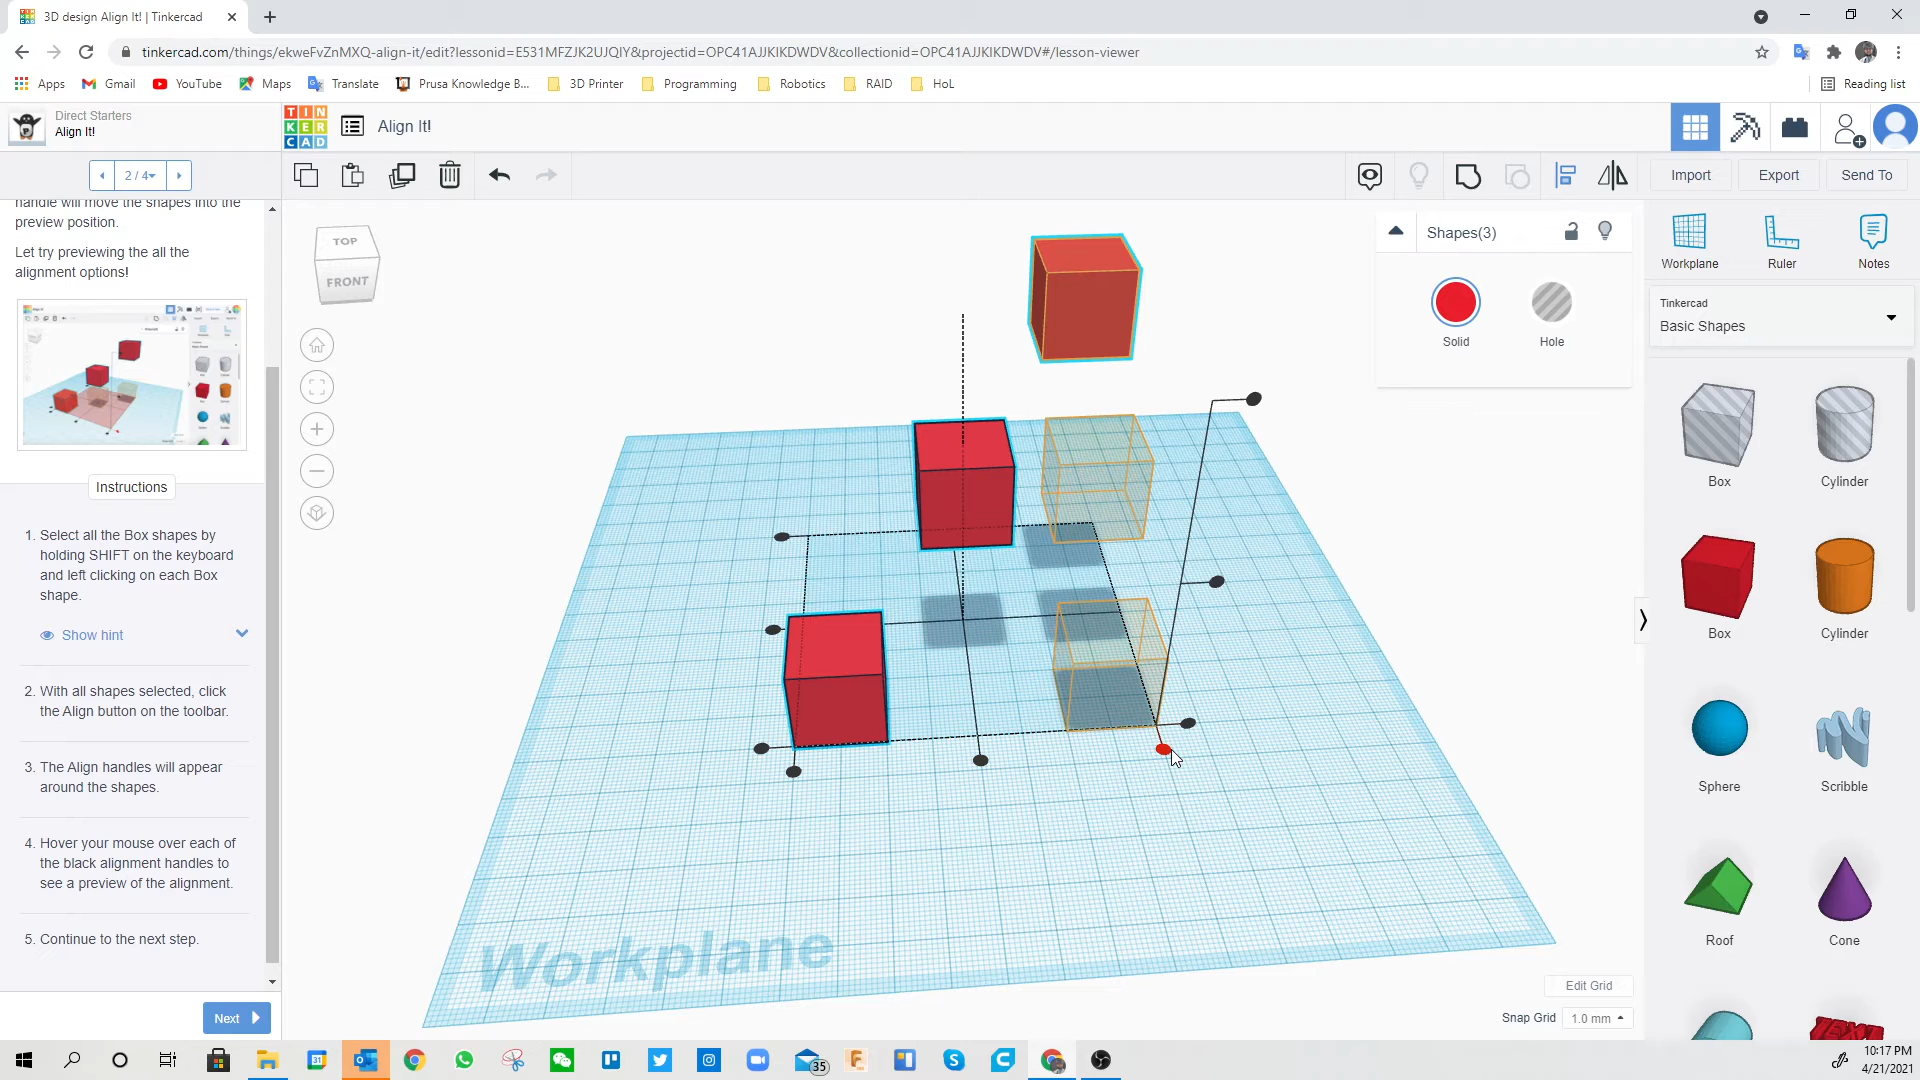 3D design Align It! | Tinkercad
tinkercad.com/things/ekweFvZnMXQ-align-it/edit?lessonid=E531MFZJK2UJQIY&projectid=OPC41AJJKIKDWDV&collectionid=OPC41AJJKIKDWDV#/lesson-viewer
Apps
Gmail
YouTube
Maps
Translate
Prusa Knowledge B...
3D Printer
Programming
Robotics
RAID
HoL
Reading list
Direct Starters
Align It!
TIN
KER
CAD
Align It!
2 / 4
Import
Export
Send To
handle will move the shapes into the
preview position.
Let try previewing the all the
alignment options!
Instructions
1. Select all the Box shapes by
holding SHIFT on the keyboard
and left clicking on each Box
shape.
Show hint
2. With all shapes selected, click
the Align button on the toolbar.
3. The Align handles will appear
around the shapes.
4. Hover your mouse over each of
the black alignment handles to
see a preview of the alignment.
5. Continue to the next step.
Next
TOP
FRONT
Workplane
Shapes(3)
Solid
Hole
Edit Grid
Snap Grid
1.0 mm
Workplane
Ruler
Notes
Tinkercad
Basic Shapes
Box
Cylinder
Box
Cylinder
Sphere
Scribble
Roof
Cone
TEXT
31
35
10:17 PM
4/21/2021